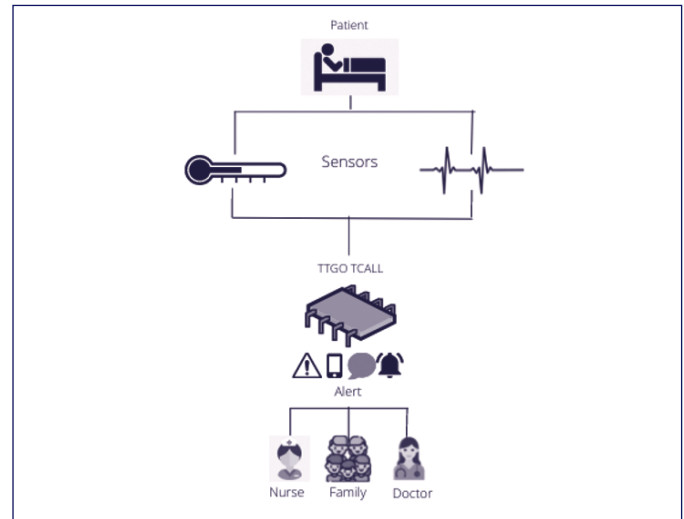 Patient
Sensors
TTGO TCALL
Alert
Nurse Family Doctor